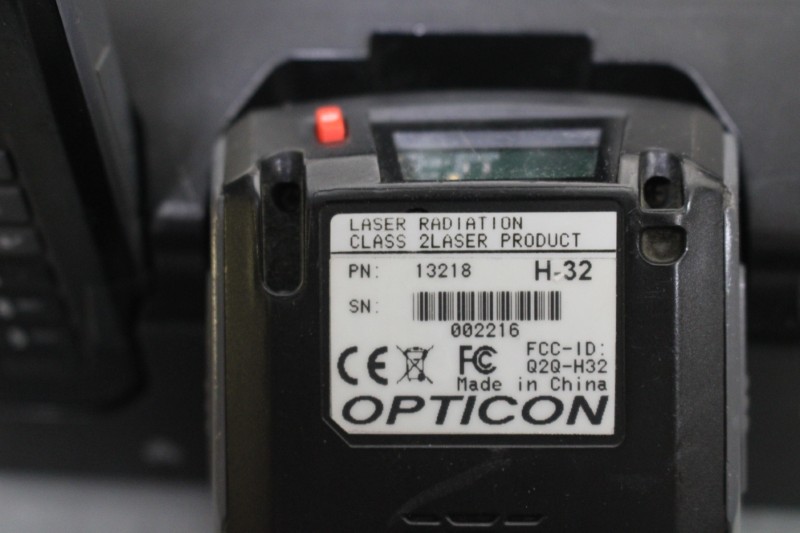 LASER RADIATION
CLASS 2LASER PRODUCT
PN: 13218 H-32
SN:
002216
CE FC FCC-ID:
Q2Q-H32
Made in China
OPTICON